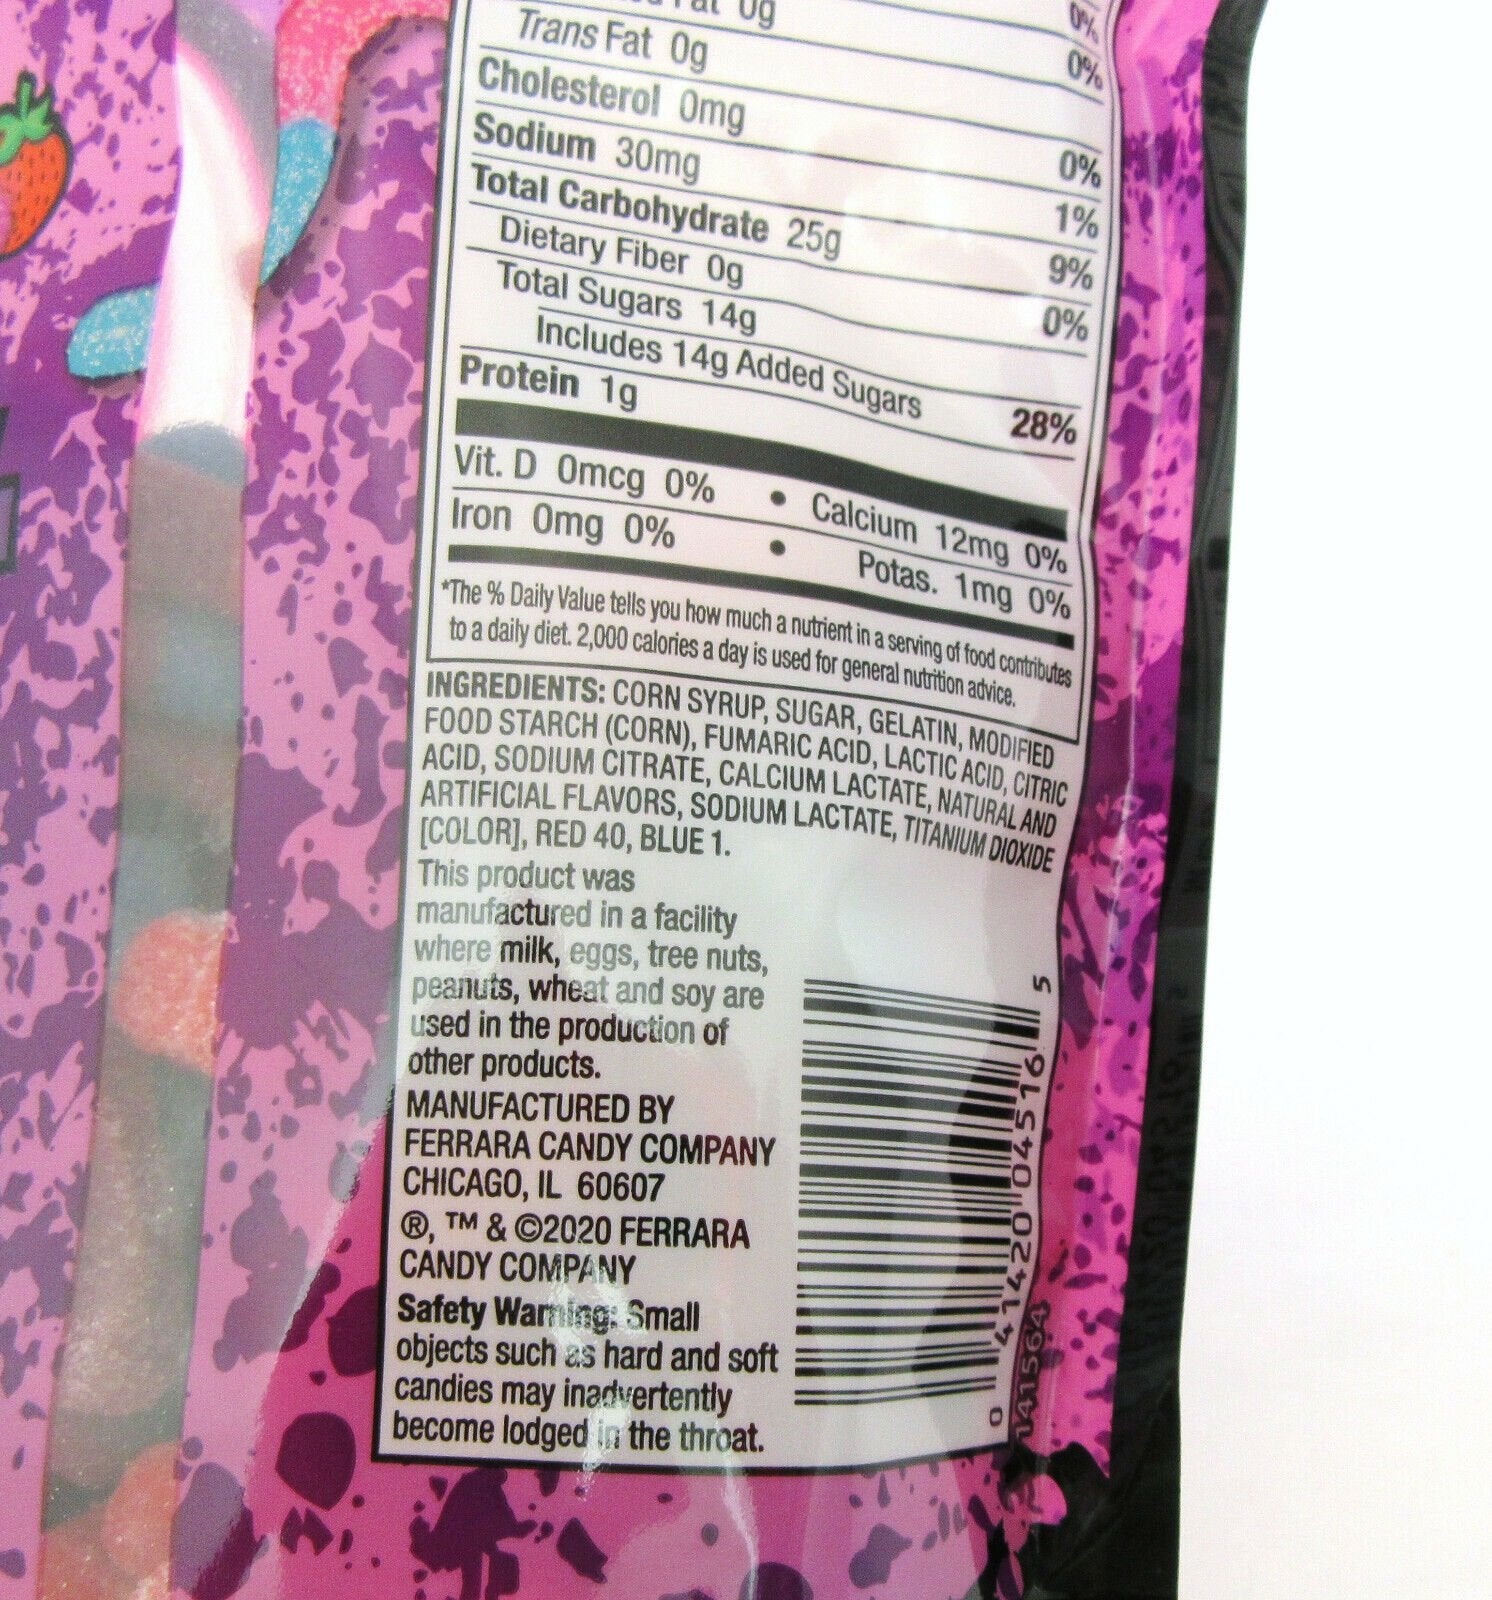 Fat 0g 0%
Trans Fat 0g 0%
Cholesterol 0mg 0%
Sodium 30mg 1%
Total Carbohydrate 25g 9%
Dietary Fiber 0g 0%
Total Sugars 14g
Includes 14g Added Sugars 28%
Protein 1g
Vit. D 0mcg 0% • Calcium 12mg 0%
Iron 0mg 0% • Potas. 1mg 0%
*The % Daily Value tells you how much a nutrient in a serving of food contributes
to a daily diet. 2,000 calories a day is used for general nutrition advice.
INGREDIENTS: CORN SYRUP, SUGAR, GELATIN, MODIFIED
FOOD STARCH (CORN), FUMARIC ACID, LACTIC ACID, CITRIC
ACID, SODIUM CITRATE, CALCIUM LACTATE, NATURAL AND
ARTIFICIAL FLAVORS, SODIUM LACTATE, TITANIUM DIOXIDE
[COLOR], RED 40, BLUE 1.
This product was
manufactured in a facility
where milk, eggs, tree nuts,
peanuts, wheat and soy are
used in the production of
other products.
MANUFACTURED BY
FERRARA CANDY COMPANY
CHICAGO, IL 60607
®, ™ & ©2020 FERRARA
CANDY COMPANY
Safety Warning: Small
objects such as hard and soft
candies may inadvertently
become lodged in the throat.
0 41420 04516 5
141564